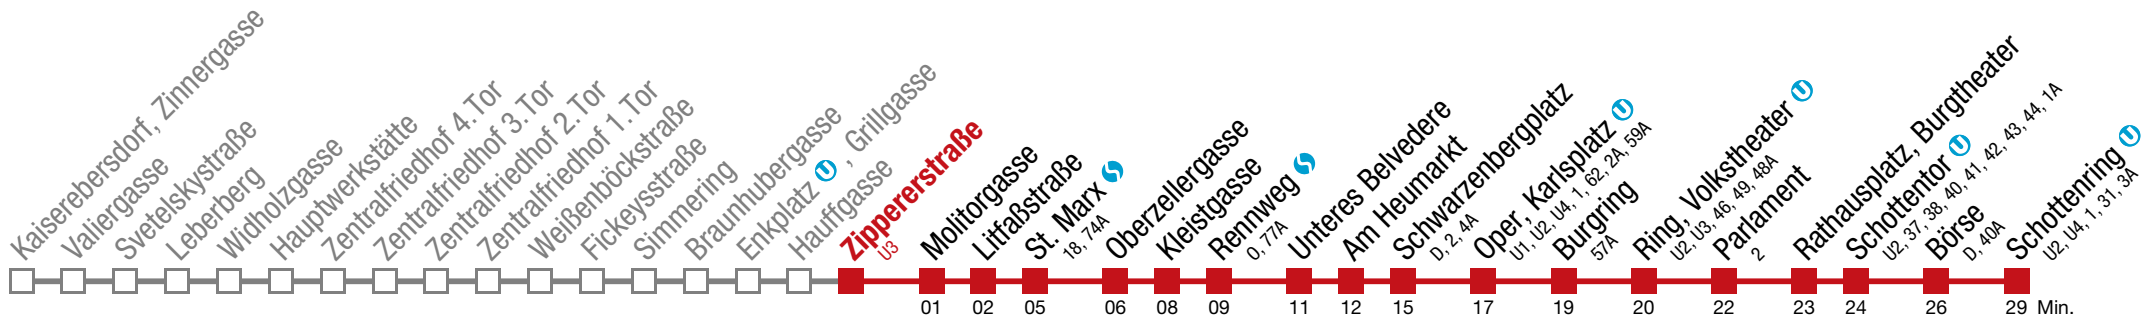 Kaiserebersdorf, Zinnergasse
Valiergasse
Svetelskystraße
Leberberg
Widholzgasse
Hauptwerkstätte
Zentralfriedhof 4.Tor
Zentralfriedhof 3.Tor
Zentralfriedhof 2.Tor
Zentralfriedhof 1.Tor
Weißenböckstraße
Fickeysstraße
Simmering
Braunhubergasse
Enkplatz U, Grillgasse
Hauffgasse
Zippererstraße
U3
Molitorgasse
01
Litfaßstraße
02
St. Marx S
18, 74A
05
Oberzellergasse
06
Kleistgasse
08
Rennweg S
O, 77A
09
Unteres Belvedere
11
Am Heumarkt
12
Schwarzenbergplatz
D, 2, 4A
15
Oper, Karlsplatz U
U1, U2, U4, 1, 62, 2A, 59A
17
Burgring
57A
19
Ring, Volkstheater U
U2, U3, 46, 49, 48A
20
Parlament
2
22
Rathausplatz, Burgtheater
23
Schottentor U
U2, 37, 38, 40, 41, 42, 43, 44, 1A
24
Börse
D, 40A
26
Schottenring U
U2, U4, 1, 31, 3A
29 Min.